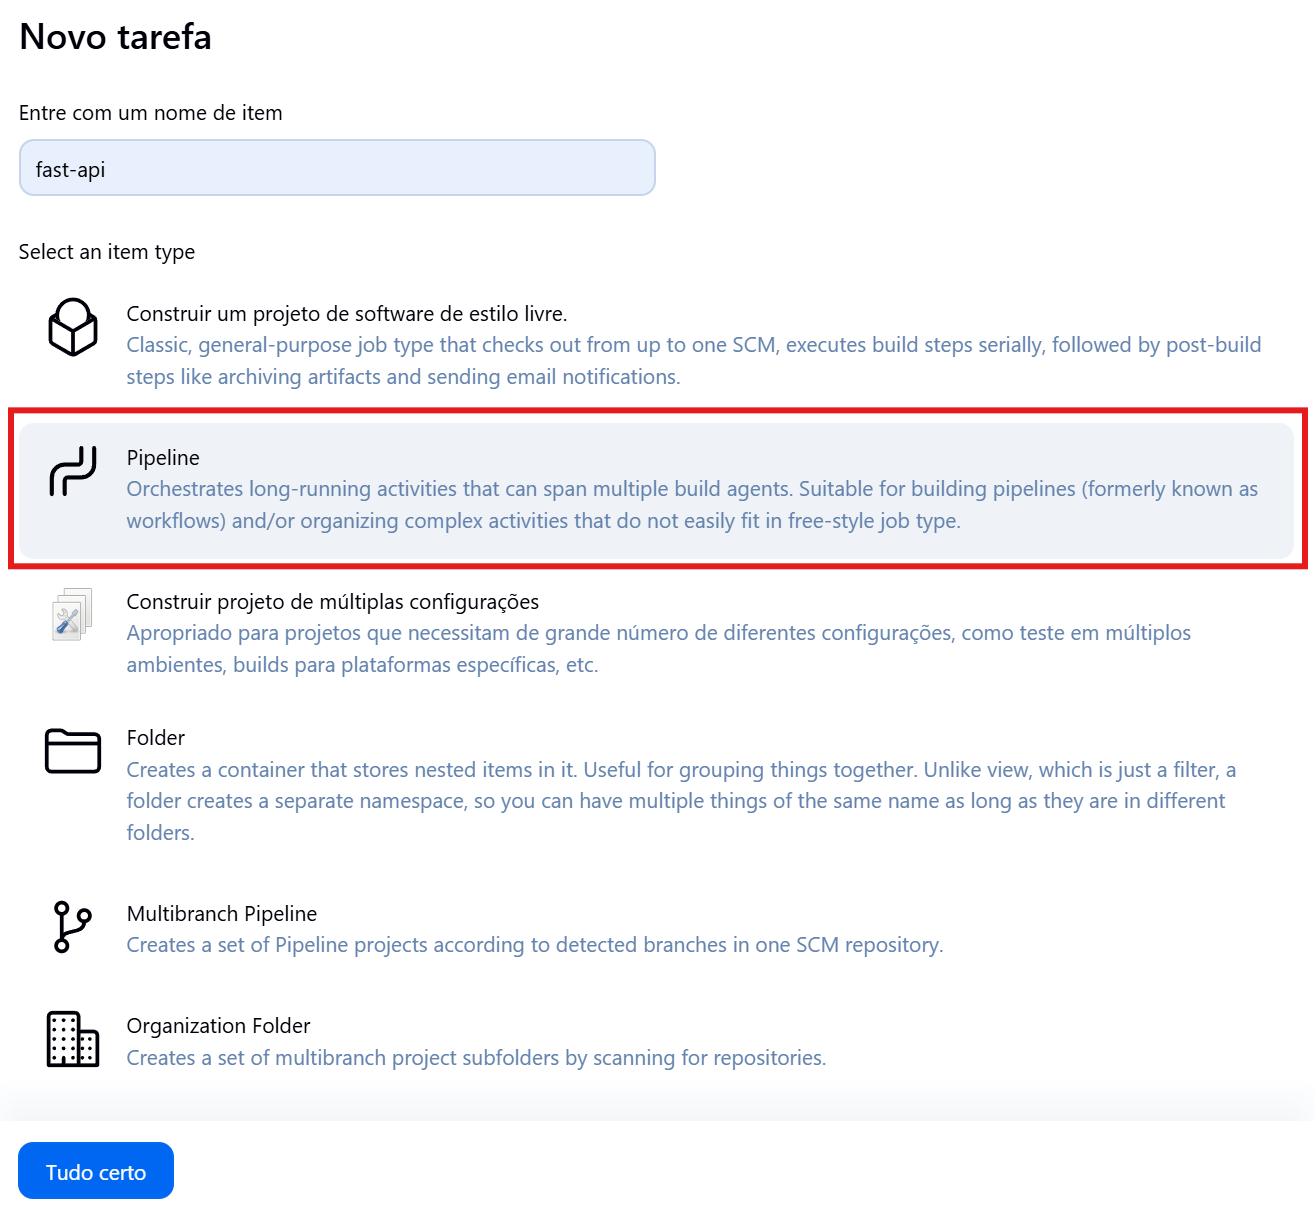 Novo tarefa
Entre com um nome de item
fast-api
Select an item type
Construir um projeto de software de estilo livre.
Classic, general-purpose job type that checks out from up to one SCM, executes build steps serially, followed by post-build
steps like archiving artifacts and sending email notifications.
Pipeline
Orchestrates long-running activities that can span multiple build agents. Suitable for building pipelines (formerly known as
workflows) and/or organizing complex activities that do not easily fit in free-style job type.
Construir projeto de múltiplas configurações
Apropriado para projetos que necessitam de grande número de diferentes configurações, como teste em múltiplos
ambientes, builds para plataformas específicas, etc.
Folder
Creates a container that stores nested items in it. Useful for grouping things together. Unlike view, which is just a filter, a
folder creates a separate namespace, so you can have multiple things of the same name as long as they are in different
folders.
Multibranch Pipeline
Creates a set of Pipeline projects according to detected branches in one SCM repository.
Organization Folder
Creates a set of multibranch project subfolders by scanning for repositories.
Tudo certo